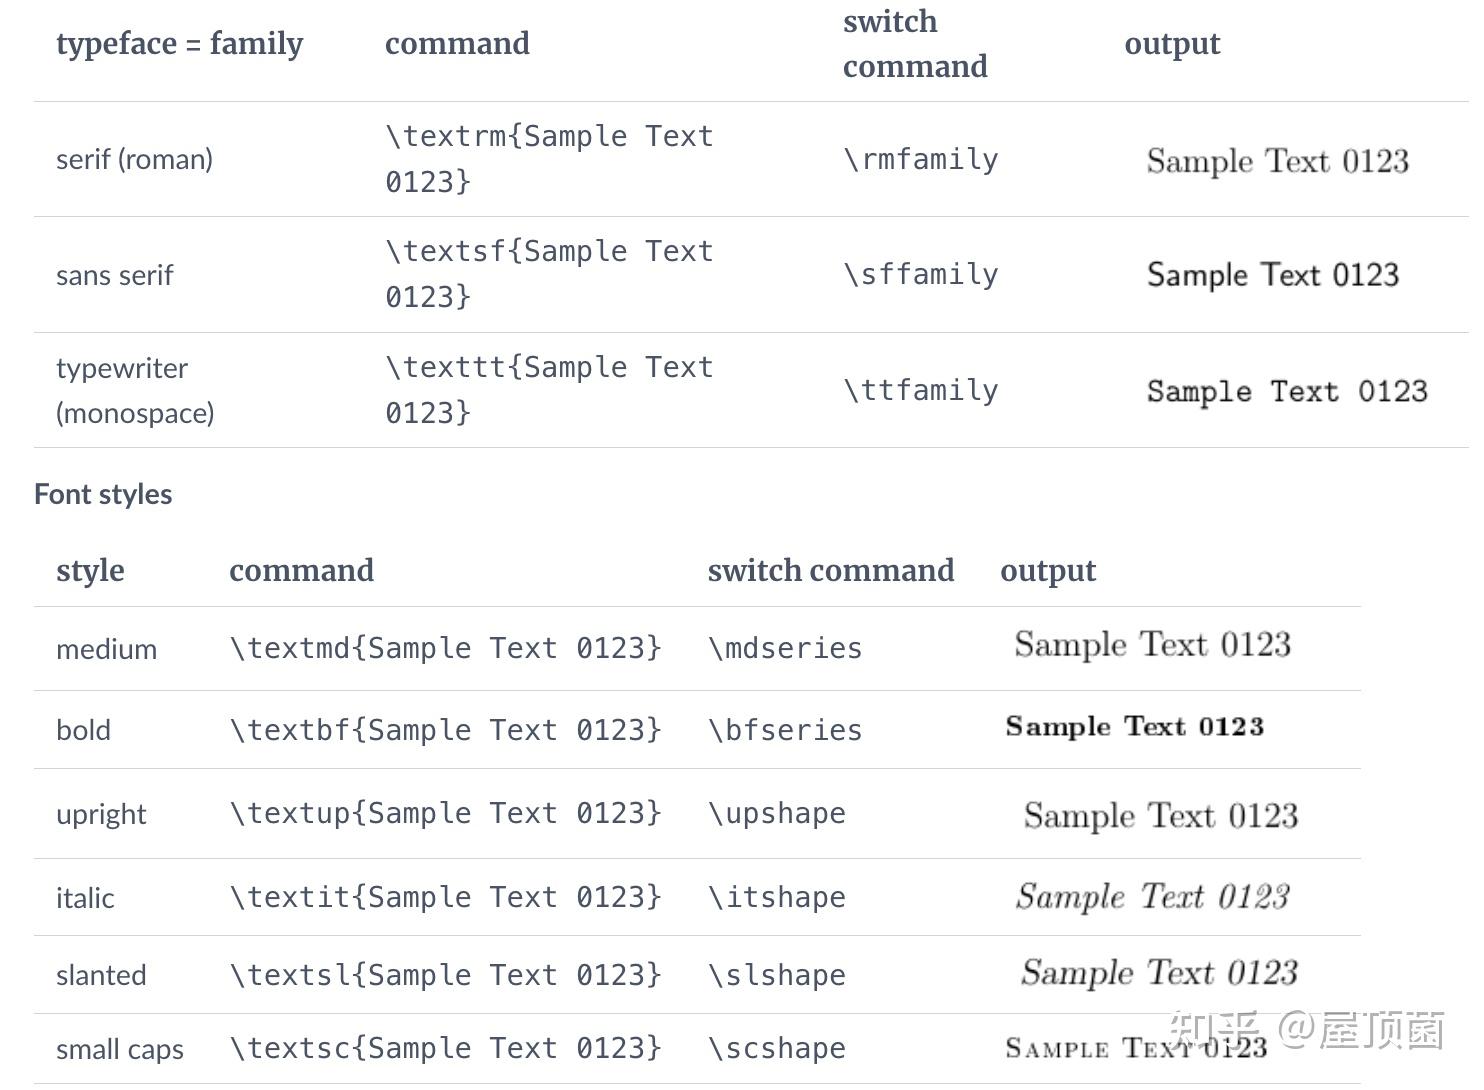 typeface = family command switch command output
serif (roman) \textrm{Sample Text 0123} \rmfamily Sample Text 0123
sans serif \textsf{Sample Text 0123} \sffamily Sample Text 0123
typewriter (monospace) \texttt{Sample Text 0123} \ttfamily Sample Text 0123
Font styles
style command switch command output
medium \textmd{Sample Text 0123} \mdseries Sample Text 0123
bold \textbf{Sample Text 0123} \bfseries Sample Text 0123
upright \textup{Sample Text 0123} \upshape Sample Text 0123
italic \textit{Sample Text 0123} \itshape Sample Text 0123
slanted \textsl{Sample Text 0123} \slshape Sample Text 0123
small caps \textsc{Sample Text 0123} \scshape Sample Text 0123
知乎 @屋顶菌